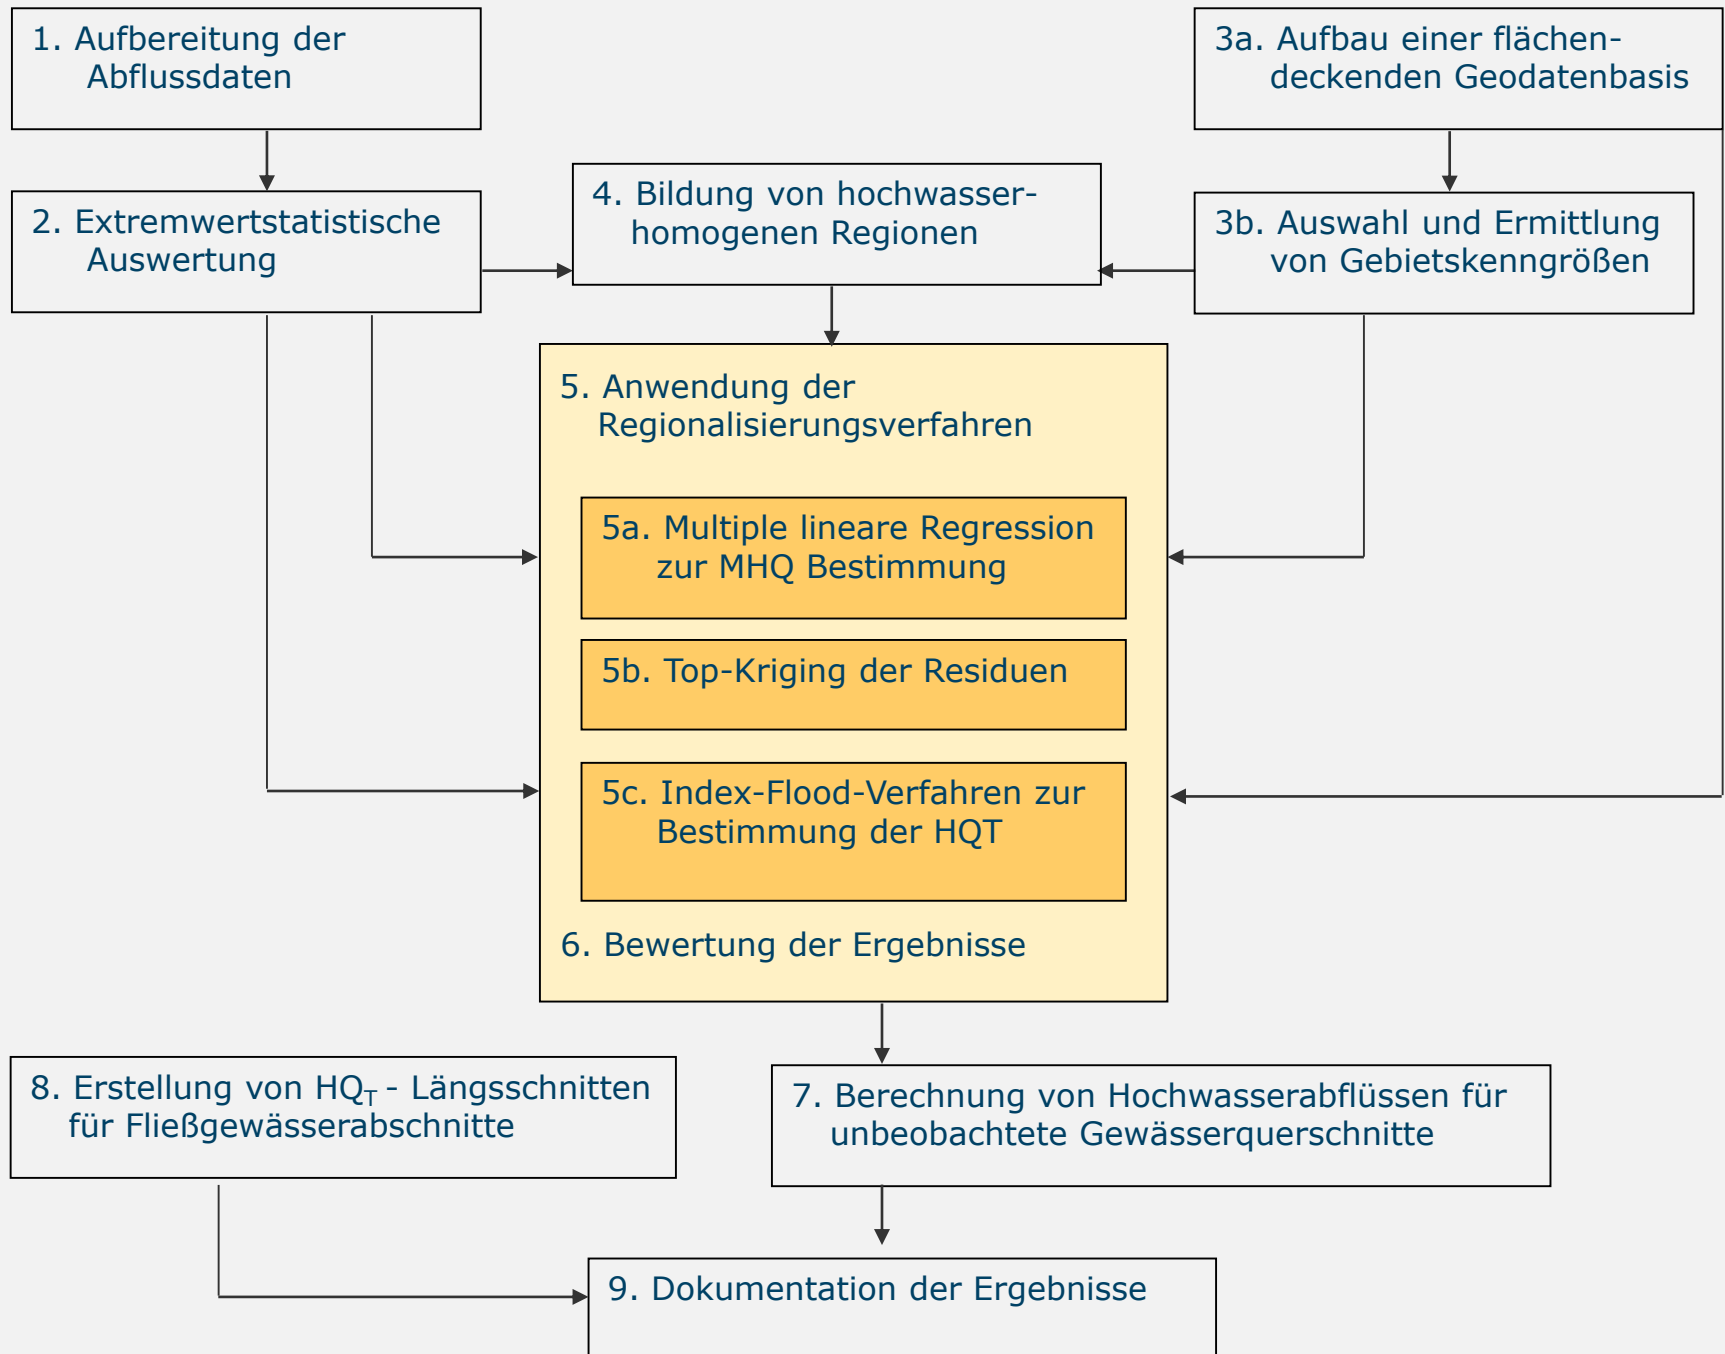 1. Aufbereitung der
Abflussdaten
3a. Aufbau einer flächen-
deckenden Geodatenbasis
2. Extremwertstatistische
Auswertung
4. Bildung von hochwasser-
homogenen Regionen
3b. Auswahl und Ermittlung
von Gebietskenngrößen
5. Anwendung der
Regionalisierungsverfahren
5a. Multiple lineare Regression
zur MHQ Bestimmung
5b. Top-Kriging der Residuen
5c. Index-Flood-Verfahren zur
Bestimmung der HQT
6. Bewertung der Ergebnisse
8. Erstellung von HQT - Längsschnitten
für Fließgewässerabschnitte
7. Berechnung von Hochwasserabflüssen für
unbeobachtete Gewässerquerschnitte
9. Dokumentation der Ergebnisse